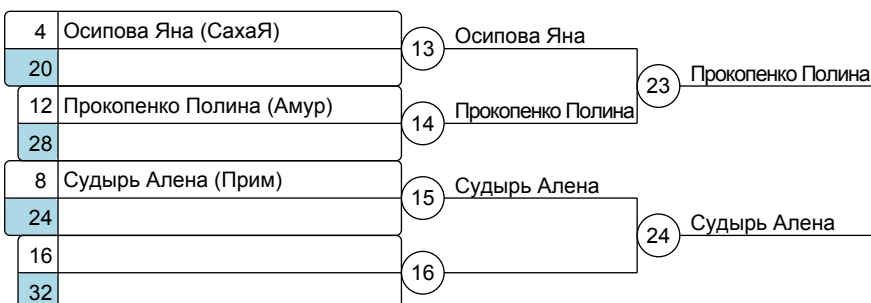 4 Осипова Яна (СахаЯ)
13 Осипова Яна
20
23 Прокопенко Полина
12 Прокопенко Полина (Амур)
14 Прокопенко Полина
28
8 Судырь Алена (Прим)
15 Судырь Алена
24
24 Судырь Алена
16
16
32